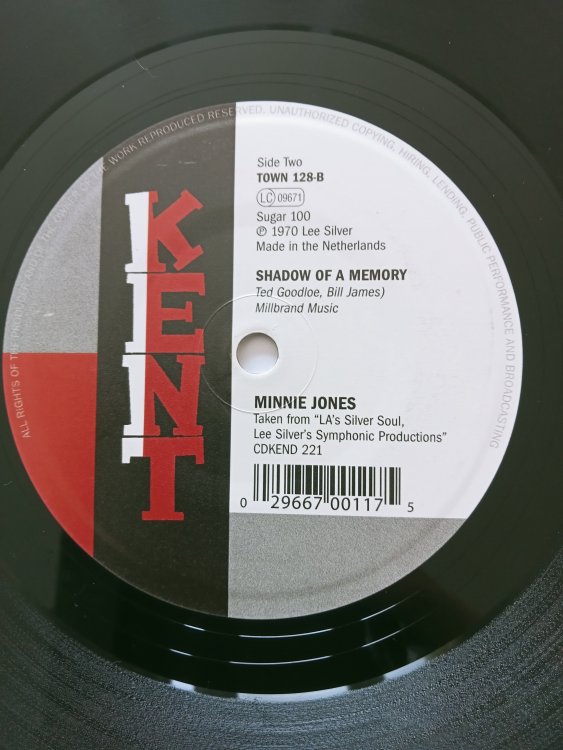 KENT
Side Two
TOWN 128-B
LC 09671
Sugar 100
℗ 1970 Lee Silver
Made in the Netherlands
SHADOW OF A MEMORY
Ted Goodloe, Bill James)
Millbrand Music
MINNIE JONES
Taken from "LA's Silver Soul,
Lee Silver's Symphonic Productions"
CDKEND 221
0 29667 00117 5
ALL RIGHTS OF THE WORK REPRODUCED RESERVED, UNAUTHORIZED COPYING, HIRING, LENDING, PUBLIC PERFORMANCE AND BROADCASTING